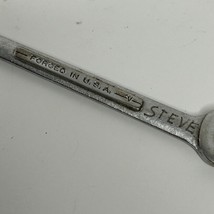 FORGED IN U.S.A. V
STEVE